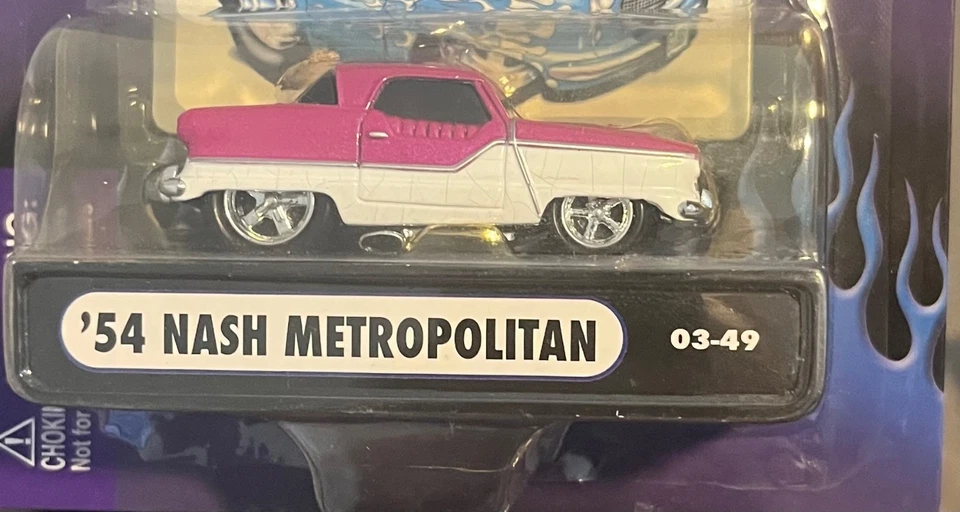 '54 NASH METROPOLITAN
03-49
CHOKI
Not for